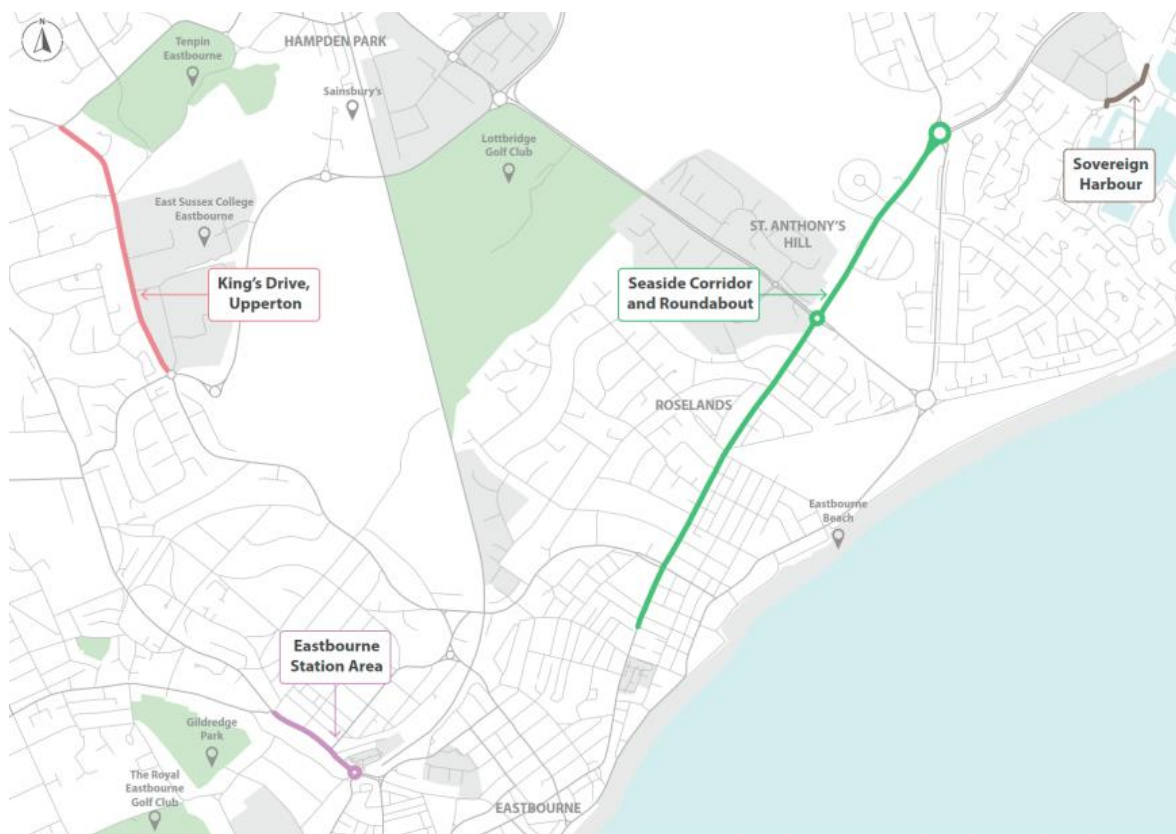 N
Tenpin
Eastbourne
HAMPDEN PARK
Sainsbury's
Lottbridge
Golf Club
Sovereign
Harbour
East Sussex College
Eastbourne
ST. ANTHONY'S
HILL
King's Drive,
Upperton
Seaside Corridor
and Roundabout
ROSELANDS
Eastbourne
Beach
Eastbourne
Station Area
Gildredge
Park
The Royal
Eastbourne
Golf Club
EASTBOURNE